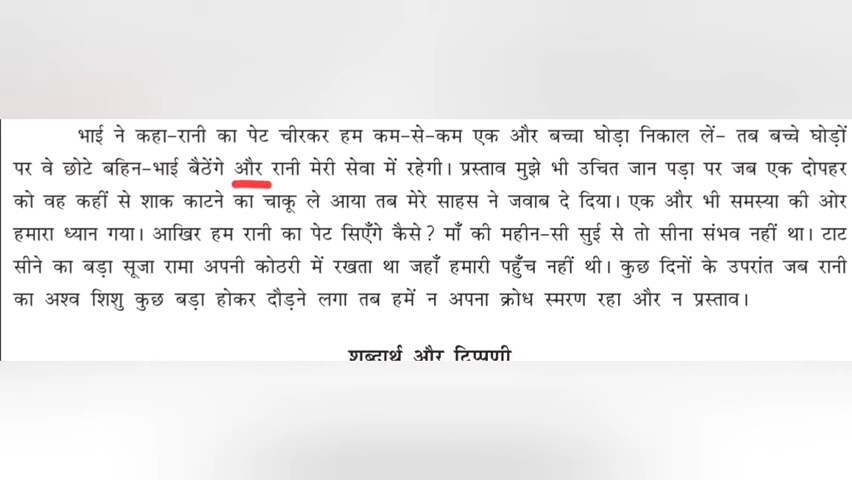 भाई ने कहा-रानी का पेट चीरकर हम कम-से-कम एक और बच्चा घोड़ा निकाल लें- तब बच्चे घोड़ों
पर वे छोटे बहिन-भाई बैठेंगे और रानी मेरी सेवा में रहेगी। प्रस्ताव मुझे भी उचित जान पड़ा पर जब एक दोपहर
को वह कहीं से शाक काटने का चाकू ले आया तब मेरे साहस ने जवाब दे दिया। एक और भी समस्या की ओर
हमारा ध्यान गया। आखिर हम रानी का पेट सिएँगे कैसे? माँ की महीन-सी सुई से तो सीना संभव नहीं था। टाट
सीने का बड़ा सूजा रामा अपनी कोठरी में रखता था जहाँ हमारी पहुँच नहीं थी। कुछ दिनों के उपरांत जब रानी
का अश्व शिशु कुछ बड़ा होकर दौड़ने लगा तब हमें न अपना क्रोध स्मरण रहा और न प्रस्ताव।
शब्दार्थ और टिप्पणी